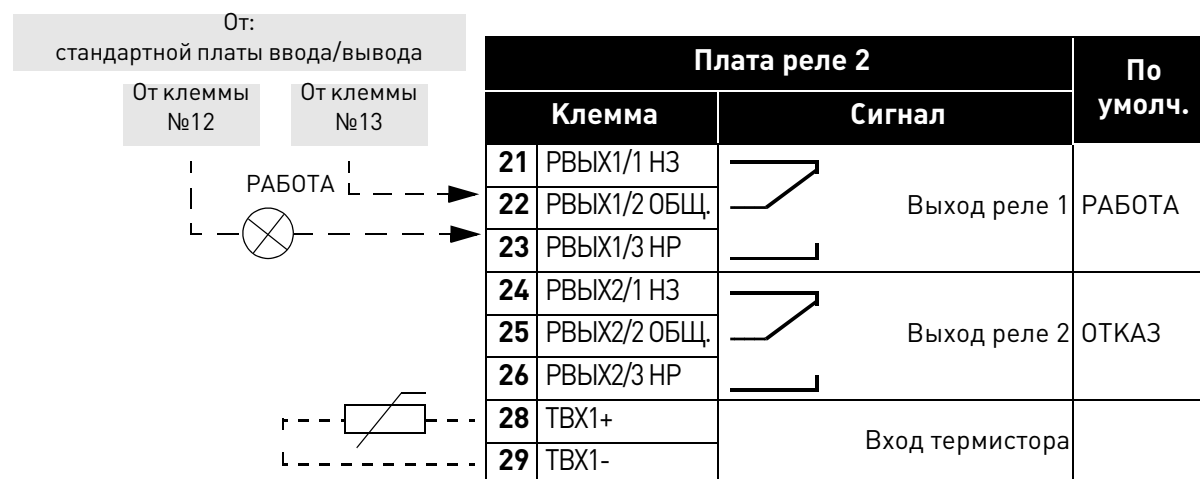 От:
стандартной платы ввода/вывода
От клеммы
№12
От клеммы
№13
РАБОТА
Плата реле 2
По
умолч.
Клемма
Сигнал
21 РВЫХ1/1 НЗ
22 РВЫХ1/2 ОБЩ.
Выход реле 1
РАБОТА
23 РВЫХ1/3 НР
24 РВЫХ2/1 НЗ
25 РВЫХ2/2 ОБЩ.
Выход реле 2
ОТКАЗ
26 РВЫХ2/3 НР
28 ТВХ1+
Вход термистора
29 ТВХ1-